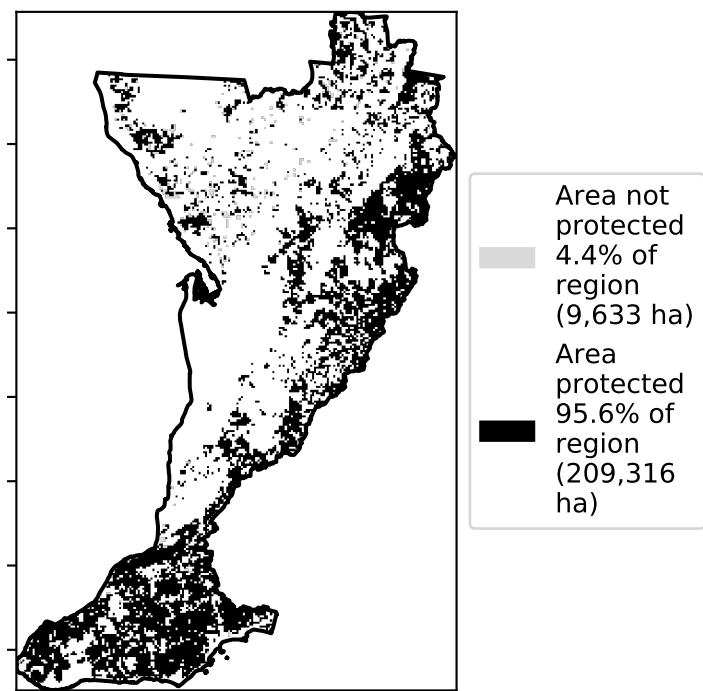 Area not
protected
4.4% of
region
(9,633 ha)
Area
protected
95.6% of
region
(209,316
ha)